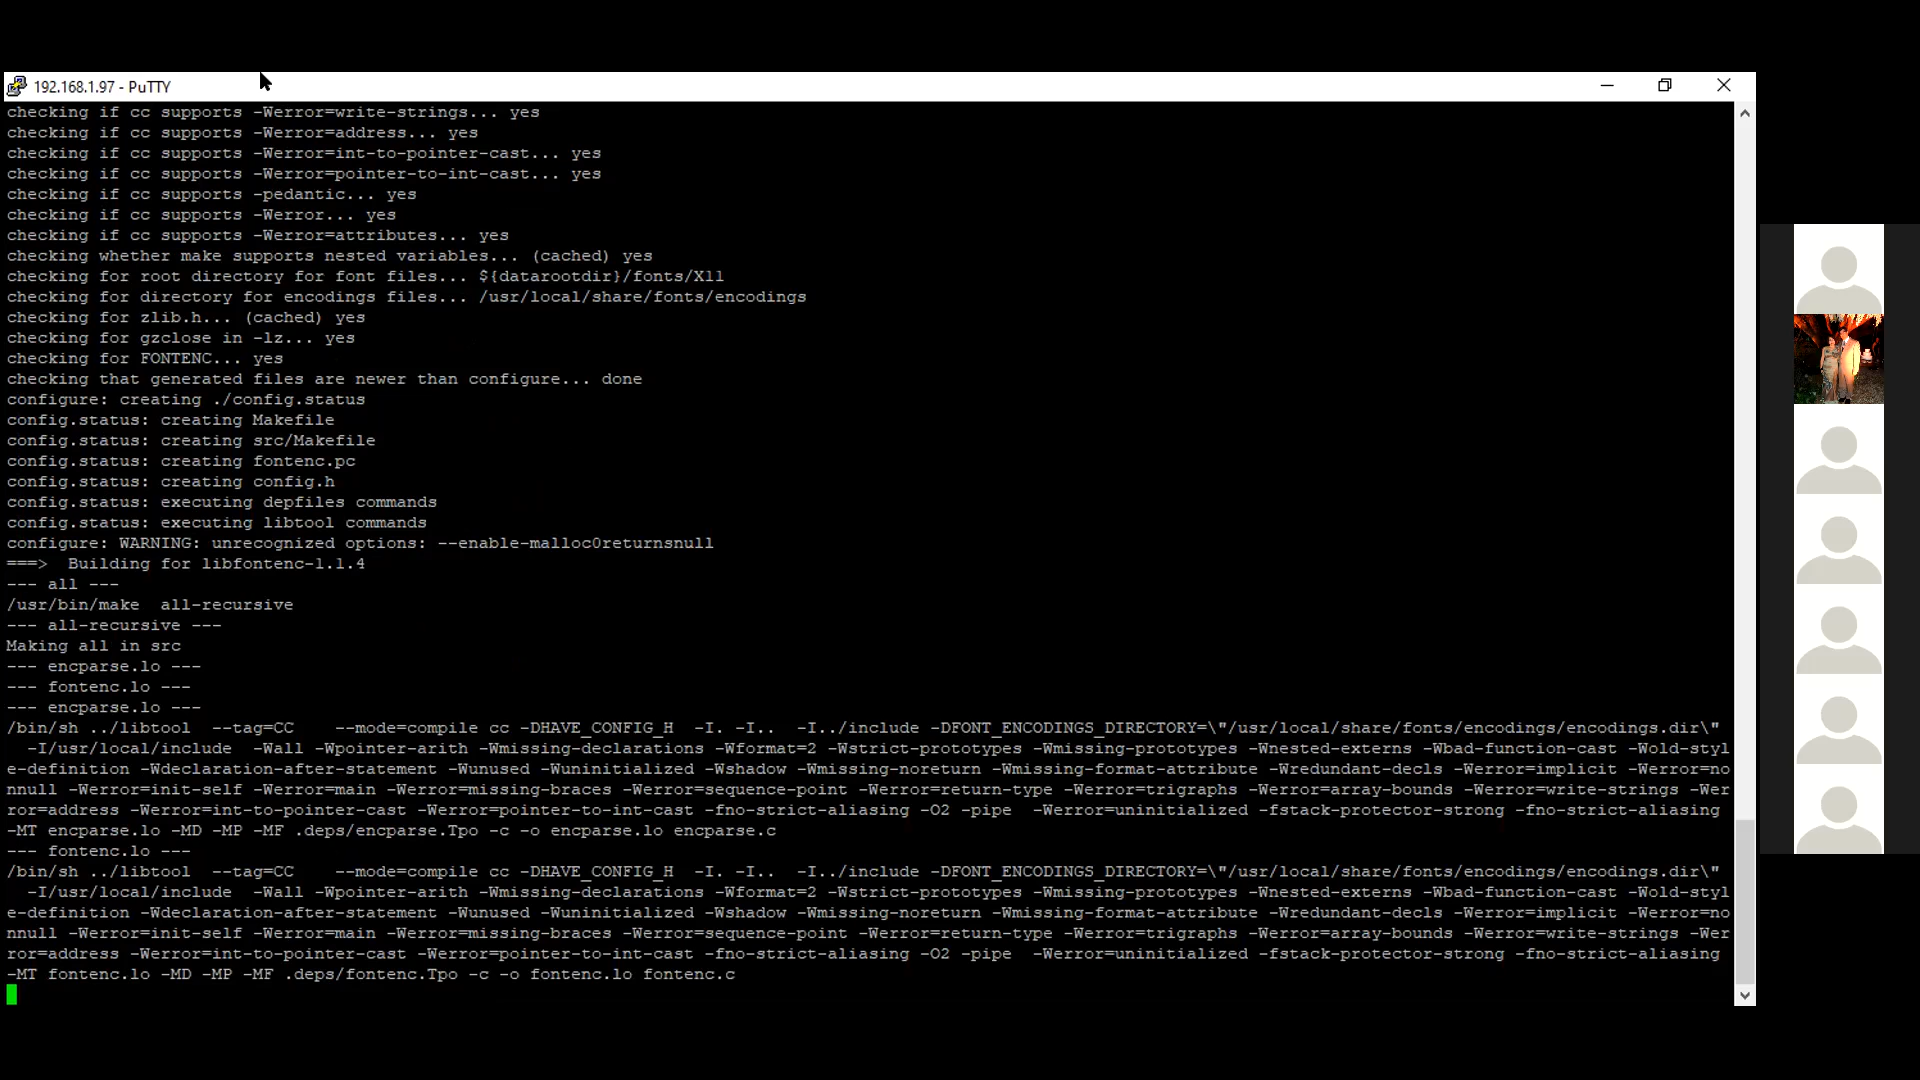 192.168.1.97 - PuTTY
checking if cc supports -Werror=write-strings... yes
checking if cc supports -Werror=address... yes
checking if cc supports -Werror=int-to-pointer-cast... yes
checking if cc supports -Werror=pointer-to-int-cast... yes
checking if cc supports -pedantic... yes
checking if cc supports -Werror... yes
checking if cc supports -Werror=attributes... yes
checking whether make supports nested variables... (cached) yes
checking for root directory for font files... ${datarootdir}/fonts/X11
checking for directory for encodings files... /usr/local/share/fonts/encodings
checking for zlib.h... (cached) yes
checking for gzclose in -lz... yes
checking for FONTENC... yes
checking that generated files are newer than configure... done
configure: creating ./config.status
config.status: creating Makefile
config.status: creating src/Makefile
config.status: creating fontenc.pc
config.status: creating config.h
config.status: executing depfiles commands
config.status: executing libtool commands
configure: WARNING: unrecognized options: --enable-malloc0returnsnull
===>  Building for libfontenc-1.1.4
--- all ---
/usr/bin/make  all-recursive
--- all-recursive ---
Making all in src
--- encparse.lo ---
--- fontenc.lo ---
--- encparse.lo ---
/bin/sh ../libtool  --tag=CC    --mode=compile cc -DHAVE_CONFIG_H  -I. -I..  -I../include -DFONT_ENCODINGS_DIRECTORY=\"/usr/local/share/fonts/encodings/encodings.dir\"
  -I/usr/local/include  -Wall -Wpointer-arith -Wmissing-declarations -Wformat=2 -Wstrict-prototypes -Wmissing-prototypes -Wnested-externs -Wbad-function-cast -Wold-styl
e-definition -Wdeclaration-after-statement -Wunused -Wuninitialized -Wshadow -Wmissing-noreturn -Wmissing-format-attribute -Wredundant-decls -Werror=implicit -Werror=no
nnull -Werror=init-self -Werror=main -Werror=missing-braces -Werror=sequence-point -Werror=return-type -Werror=trigraphs -Werror=array-bounds -Werror=write-strings -Wer
ror=address -Werror=int-to-pointer-cast -Werror=pointer-to-int-cast -fno-strict-aliasing -O2 -pipe  -Werror=uninitialized -fstack-protector-strong -fno-strict-aliasing
-MT encparse.lo -MD -MP -MF .deps/encparse.Tpo -c -o encparse.lo encparse.c
--- fontenc.lo ---
/bin/sh ../libtool  --tag=CC    --mode=compile cc -DHAVE_CONFIG_H  -I. -I..  -I../include -DFONT_ENCODINGS_DIRECTORY=\"/usr/local/share/fonts/encodings/encodings.dir\"
  -I/usr/local/include  -Wall -Wpointer-arith -Wmissing-declarations -Wformat=2 -Wstrict-prototypes -Wmissing-prototypes -Wnested-externs -Wbad-function-cast -Wold-styl
e-definition -Wdeclaration-after-statement -Wunused -Wuninitialized -Wshadow -Wmissing-noreturn -Wmissing-format-attribute -Wredundant-decls -Werror=implicit -Werror=no
nnull -Werror=init-self -Werror=main -Werror=missing-braces -Werror=sequence-point -Werror=return-type -Werror=trigraphs -Werror=array-bounds -Werror=write-strings -Wer
ror=address -Werror=int-to-pointer-cast -Werror=pointer-to-int-cast -fno-strict-aliasing -O2 -pipe  -Werror=uninitialized -fstack-protector-strong -fno-strict-aliasing
-MT fontenc.lo -MD -MP -MF .deps/fontenc.Tpo -c -o fontenc.lo fontenc.c